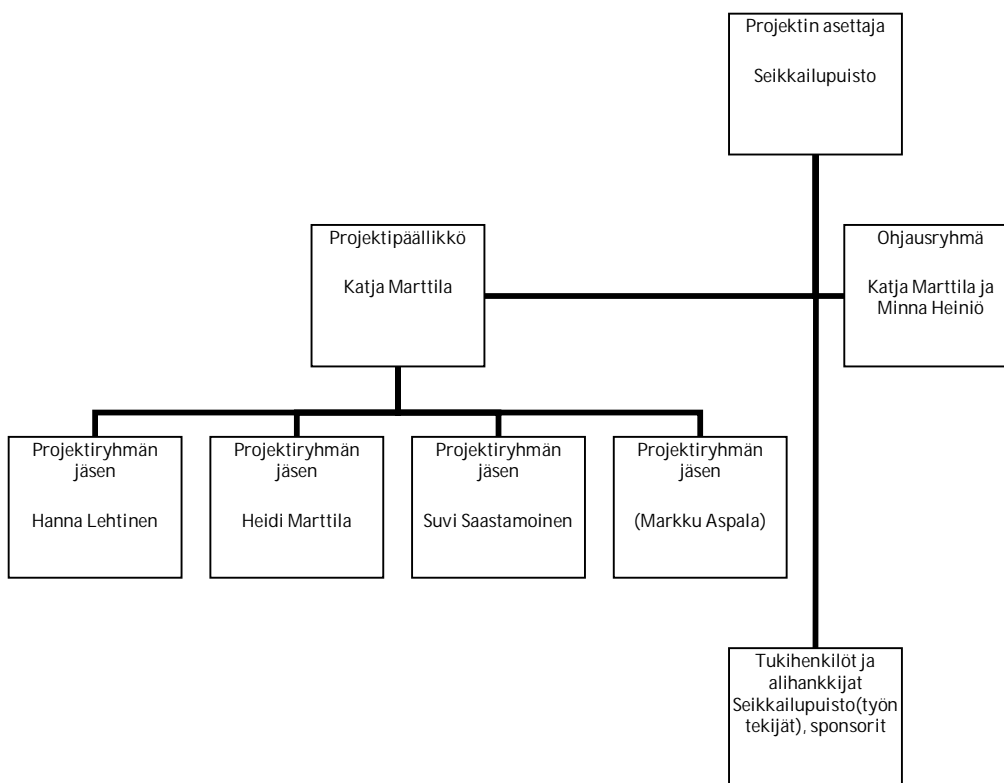 Projektin asettaja
Seikkailupuisto
Projektipäällikkö
Katja Marttila
Ohjausryhmä
Katja Marttila ja
Minna Heiniö
Projektiryhmän
jäsen
Hanna Lehtinen
Projektiryhmän
jäsen
Heidi Marttila
Projektiryhmän
jäsen
Suvi Saastamoinen
Projektiryhmän
jäsen
(Markku Aspala)
Tukihenkilöt ja
alihankkijat
Seikkailupuisto(työn
tekijät), sponsorit